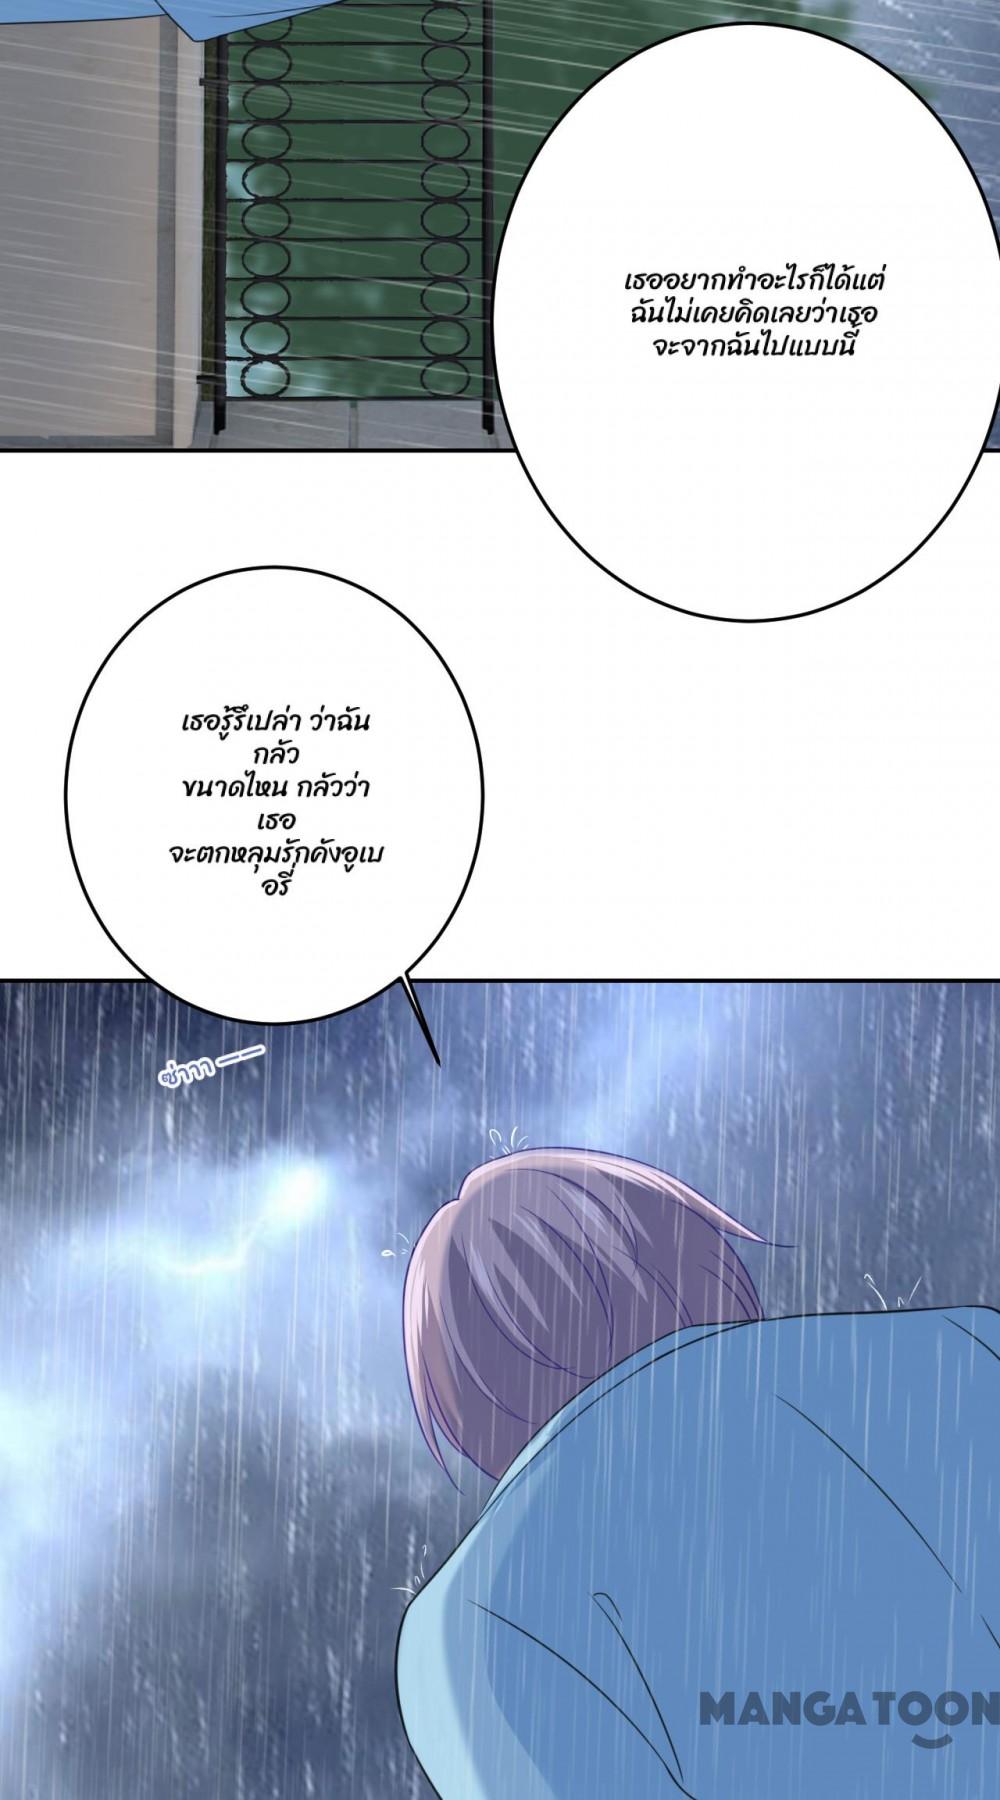 เธออยากทำอะไรก็ได้แต่
ฉันไม่เคยคิดเลยว่าเธอ
จะจากฉันไปแบบนี้
เธอรู้รึเปล่า ว่าฉัน
กลัว
ขนาดไหน กลัวว่า
เธอ
จะตกหลุมรักคังอูเบ
อรี่
ซ่าาาา ——
MANGATOON